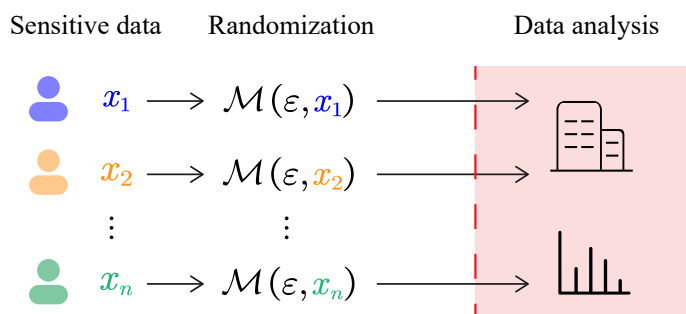 Sensitive data Randomization Data analysis
x₁ ℳ(ε, x₁)
x₂ ℳ(ε, x₂)
⋮ ⋮
xₙ ℳ(ε, xₙ)